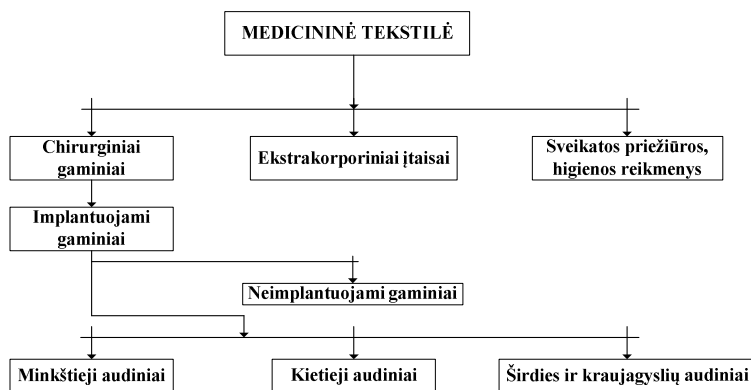 MEDICININĖ TEKSTILĖ
Chirurginiai
gaminiai
Ekstrakorporiniai įtaisai
Sveikatos priežiūros,
higienos reikmenys
Implantuojami
gaminiai
Neimplantuojami gaminiai
Minkštieji audiniai
Kietieji audiniai
Širdies ir kraujagyslių audiniai